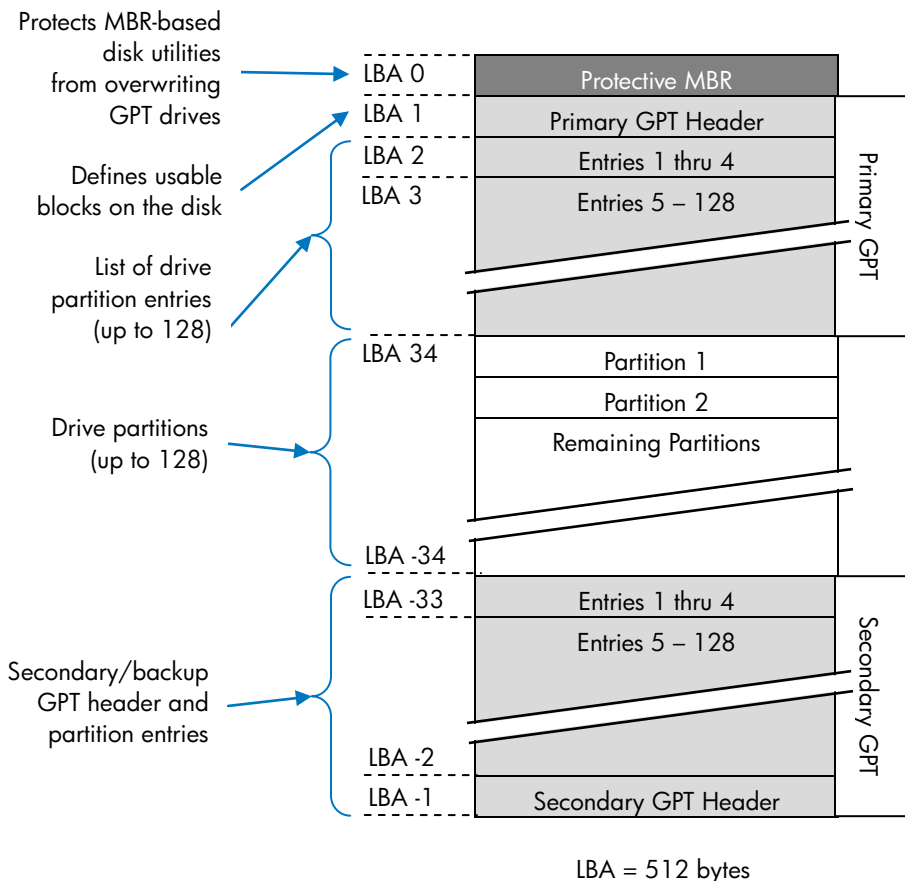 Protects MBR-based
disk utilities
from overwriting
GPT drives
LBA 0
Protective MBR
LBA 1
Primary GPT Header
Defines usable
blocks on the disk
LBA 2
Entries 1 thru 4
LBA 3
Entries 5 – 128
Primary GPT
List of drive
partition entries
(up to 128)
LBA 34
Partition 1
Partition 2
Remaining Partitions
Drive partitions
(up to 128)
LBA -34
LBA -33
Entries 1 thru 4
Entries 5 – 128
Secondary GPT
Secondary/backup
GPT header and
partition entries
LBA -2
LBA -1
Secondary GPT Header
LBA = 512 bytes